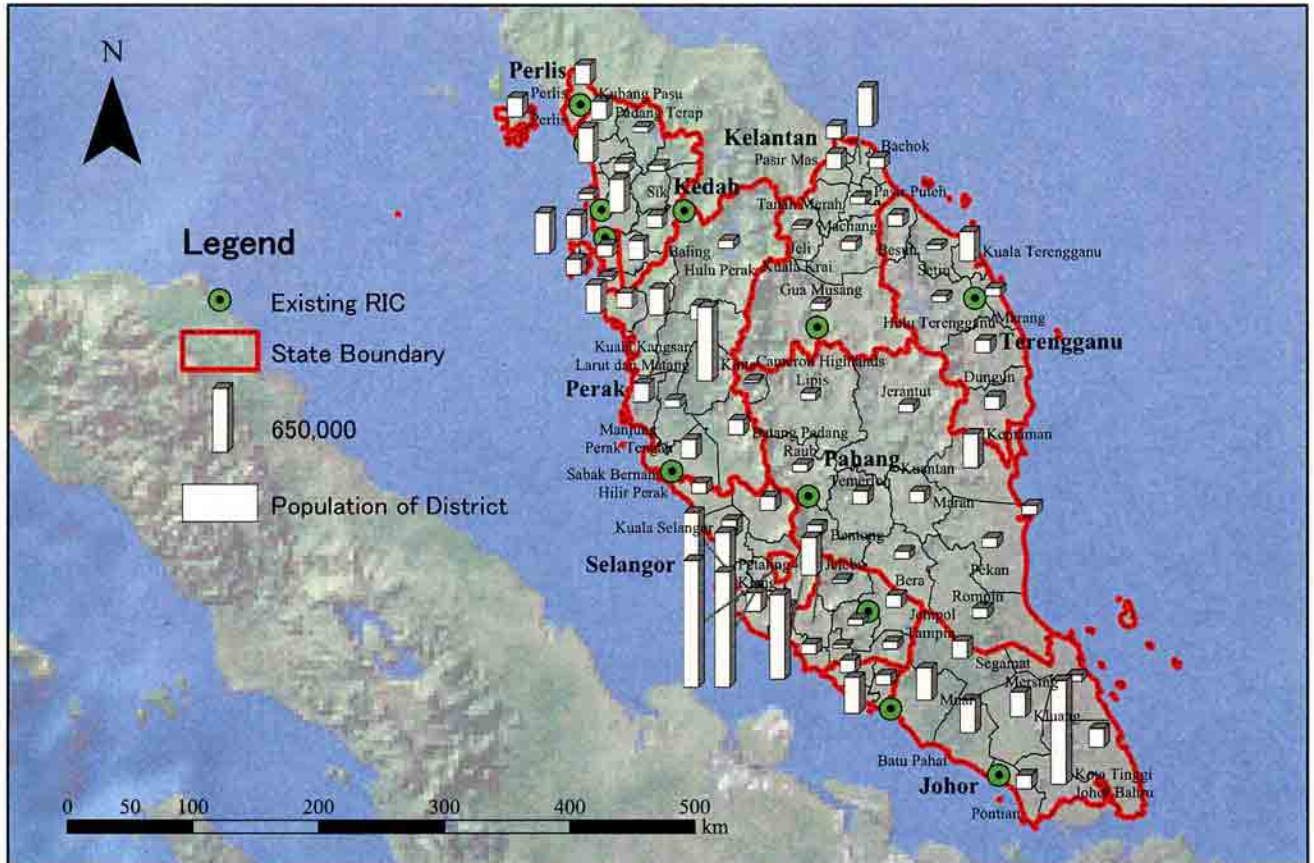 N
Perlis
Perlis
Kubang Pasu
Perlis
Padang Terap
Kelantan
Bachok
Pasir Mas
Sik
Kedah
Pasir Puteh
Tanah Merah
Machang
Legend
Baling
Jeli
Besut
Kuala Terengganu
Hulu Perak
Kuala Krai
Setiu
Existing RIC
Gua Musang
Hulu Terengganu
Marang
State Boundary
Terengganu
Kuala Kangsar
Larut dan Matang
Kinta
Cameron Highlands
Perak
Lipis
Dungun
Jerantut
650,000
Manjung
Batang Padang
Kemaman
Perak Tengah
Raub
Pahang
Kuantan
Sabak Bernam
Temerloh
Population of District
Hilir Perak
Maran
Kuala Selangor
Bentong
Selangor
Petaling
Jelebu
Pekan
Klang
Bera
Rompin
Jempol
Tampin
Segamat
Mersing
Muar
Kluang
Batu Pahat
Johor
Kota Tinggi
Johor Bahru
Pontian
0 50 100 200 300 400 500
km